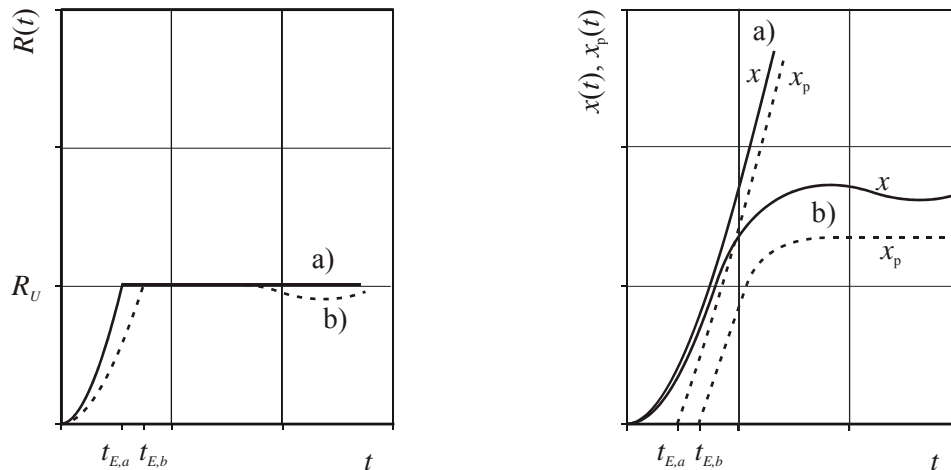 R(t)
a)
R_U
b)
t_{E,a} t_{E,b} t
x(t), x_p(t)
a)
x x_p
x
b)
x_p
t_{E,a} t_{E,b} t